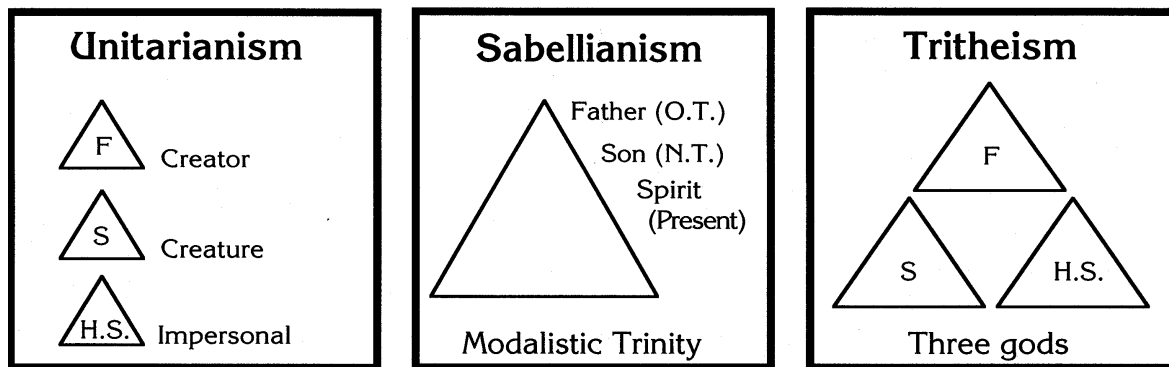 Unitarianism
F
Creator
S
Creature
H.S.
Impersonal
Sabellianism
Father (O.T.)
Son (N.T.)
Spirit
(Present)
Modalistic Trinity
Tritheism
F
S
H.S.
Three gods